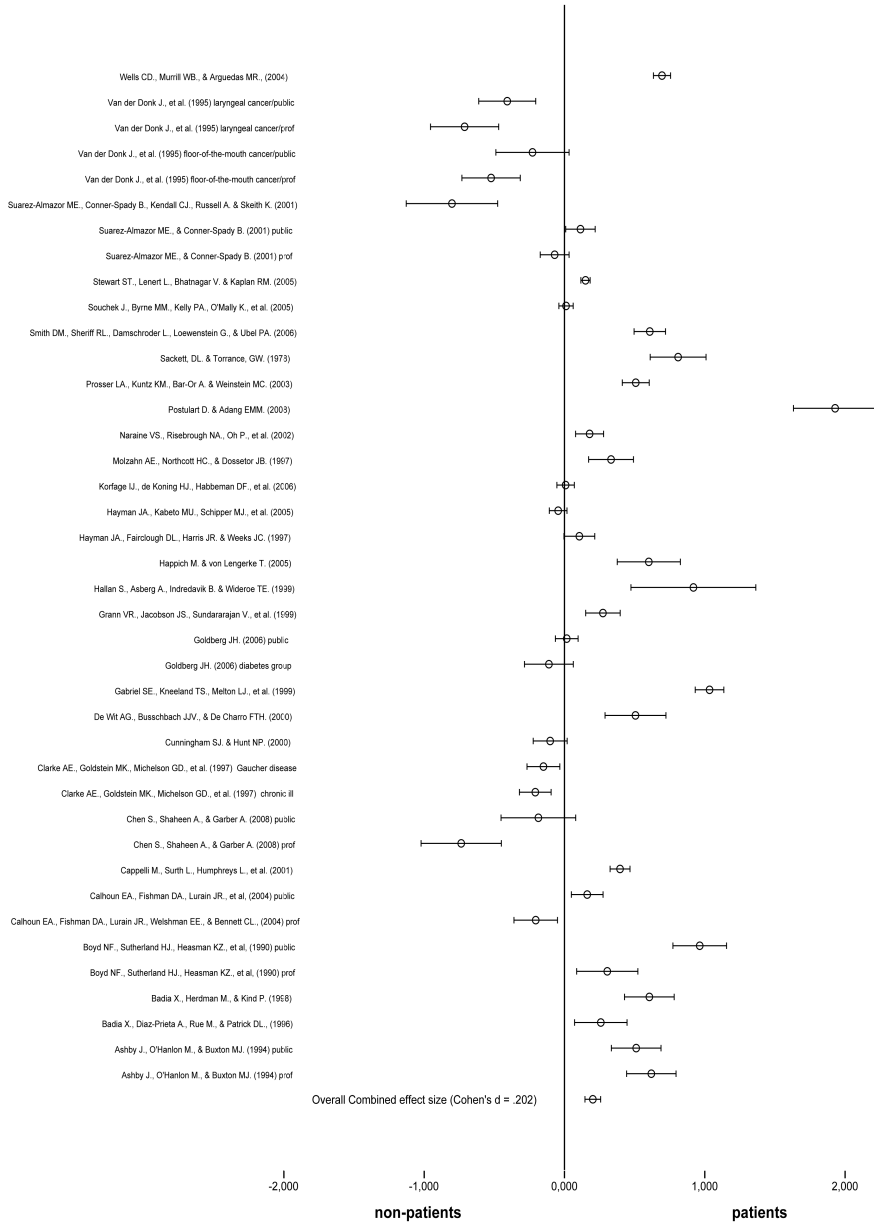 Wells CD., Murrill WB., & Arguedas MR., (2004)
Van der Donk J., et al. (1995) laryngeal cancer/public
Van der Donk J., et al. (1995) laryngeal cancer/prof
Van der Donk J., et al. (1995) floor-of-the-mouth cancer/public
Van der Donk J., et al. (1995) floor-of-the-mouth cancer/prof
Suarez-Almazor ME., Conner-Spady B., Kendall CJ., Russell A. & Skeith K. (2001)
Suarez-Almazor ME., & Conner-Spady B. (2001) public
Suarez-Almazor ME., & Conner-Spady B. (2001) prof
Stewart ST., Lenert L., Bhatnagar V. & Kaplan RM. (2005)
Souchek J., Byrne MM., Kelly PA., O'Mally K., et al. (2005)
Smith DM., Sheriff RL., Damschroder L., Loewenstein G., & Ubel PA. (2006)
Sackett, DL. & Torrance, GW. (1978)
Prosser LA., Kuntz KM., Bar-Or A. & Weinstein MC. (2003)
Postulart D. & Adang EMM. (2003)
Naraine VS., Risebrough NA., Oh P., et al. (2002)
Molzahn AE., Northcott HC., & Dossetor JB. (1997)
Korfage IJ., de Koning HJ., Habbeman DF., et al. (2006)
Hayman JA., Kabeto MU., Schipper MJ., et al. (2005)
Hayman JA., Fairclough DL., Harris JR. & Weeks JC. (1997)
Happich M. & von Lengerke T. (2005)
Hallan S., Asberg A., Indredavik B. & Wideroe TE. (1999)
Grann VR., Jacobson JS., Sundararajan V., et al. (1999)
Goldberg JH. (2006) public
Goldberg JH. (2006) diabetes group
Gabriel SE., Kneeland TS., Melton LJ., et al. (1999)
De Wit AG., Busschbach JJV., & De Charro FTH. (2000)
Cunningham SJ. & Hunt NP. (2000)
Clarke AE., Goldstein MK., Michelson GD., et al. (1997) Gaucher disease
Clarke AE., Goldstein MK., Michelson GD., et al. (1997) chronic ill
Chen S., Shaheen A., & Garber A. (2008) public
Chen S., Shaheen A., & Garber A. (2008) prof
Cappelli M., Surth L., Humphreys L., et al. (2001)
Calhoun EA., Fishman DA., Lurain JR., et al, (2004) public
Calhoun EA., Fishman DA., Lurain JR., Welshman EE., & Bennett CL., (2004) prof
Boyd NF., Sutherland HJ., Heasman KZ., et al, (1990) public
Boyd NF., Sutherland HJ., Heasman KZ., et al, (1990) prof
Badia X., Herdman M., & Kind P. (1998)
Badia X., Diaz-Prieta A., Rue M., & Patrick DL., (1996)
Ashby J., O'Hanlon M., & Buxton MJ. (1994) public
Ashby J., O'Hanlon M., & Buxton MJ. (1994) prof
Overall Combined effect size (Cohen's d = .202)
-2,000 -1,000 0,000 1,000 2,000
non-patients patients